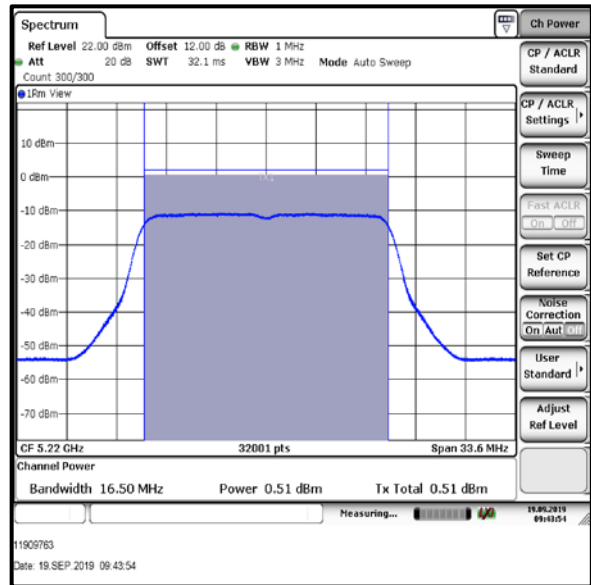 Spectrum
Ref Level 22.00 dBm Offset 12.00 dB RBW 1 MHz
Att 20 dB SWT 32.1 ms VBW 3 MHz Mode Auto Sweep
Count 300/300
1Rm View
10 dBm
0 dBm
-10 dBm
-20 dBm
-30 dBm
-40 dBm
-50 dBm
-60 dBm
-70 dBm
CF 5.22 GHz 32001 pts Span 33.6 MHz
Channel Power
Bandwidth 16.50 MHz Power 0.51 dBm Tx Total 0.51 dBm
Measuring... 19.09.2019
09:43:54
Ch Power
CP / ACLR
Standard
CP / ACLR
Settings
Sweep
Time
Fast ACLR
On Off
Set CP
Reference
Noise
Correction
On Aut Off
User
Standard
Adjust
Ref Level
11909763
Date: 19.SEP.2019 09:43:54